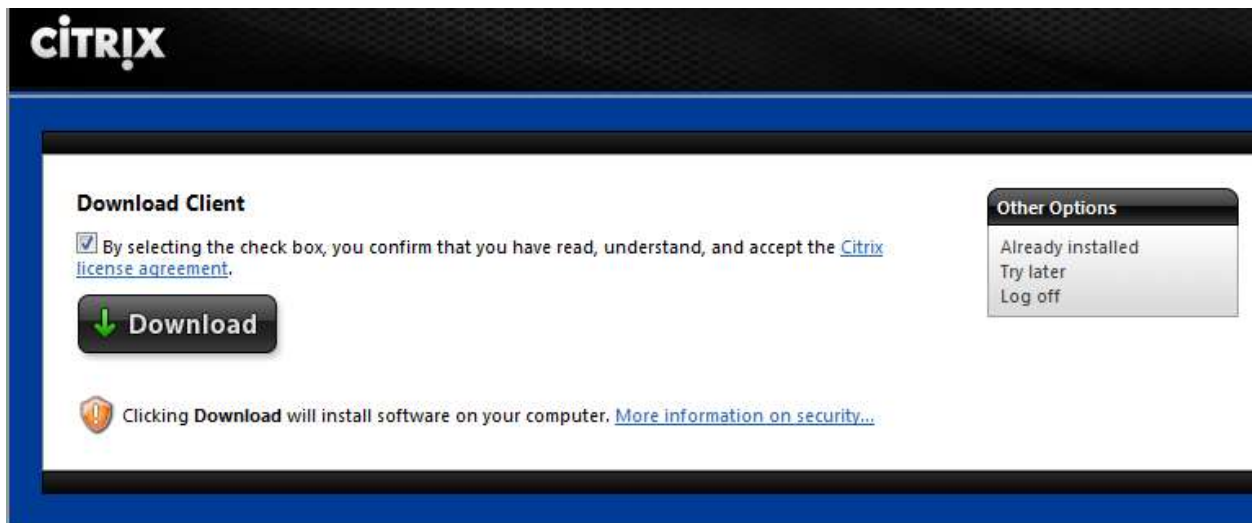 CİTRIX
Download Client
By selecting the check box, you confirm that you have read, understand, and accept the Citrix
license agreement.
Download
Clicking Download will install software on your computer. More information on security...
Other Options
Already installed
Try later
Log off